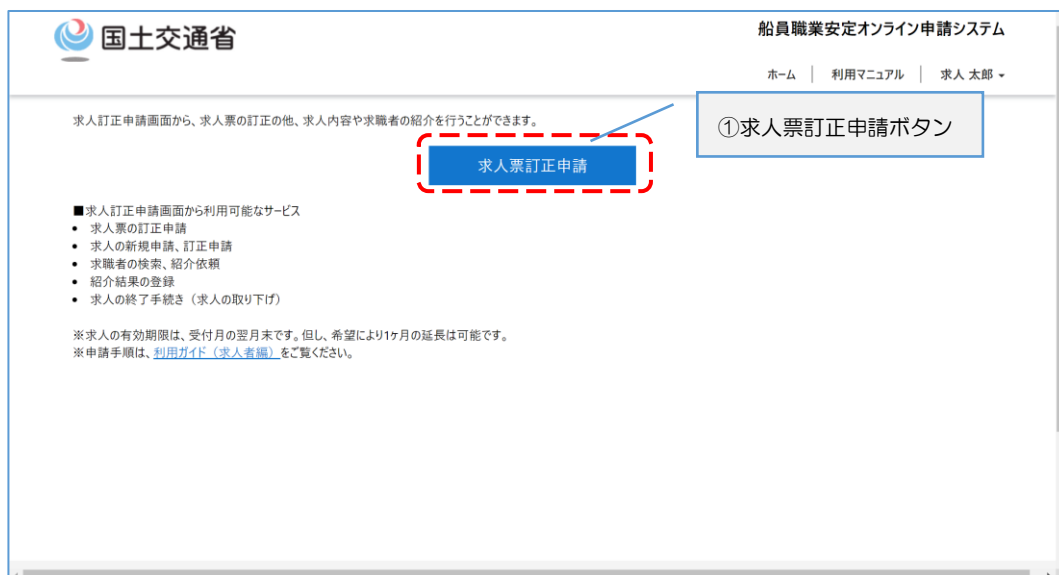 国土交通省
船員職業安定オンライン申請システム
ホーム │ 利用マニュアル │ 求人 太郎
求人訂正申請画面から、求人票の訂正の他、求人内容や求職者の紹介を行うことができます。
①求人票訂正申請ボタン
求人票訂正申請
■求人訂正申請画面から利用可能なサービス
• 求人票の訂正申請
• 求人の新規申請、訂正申請
• 求職者の検索、紹介依頼
• 紹介結果の登録
• 求人の終了手続き（求人の取り下げ）
※求人の有効期限は、受付月の翌月末です。但し、希望により1ヶ月の延長は可能です。
※申請手順は、利用ガイド（求人者編）をご覧ください。